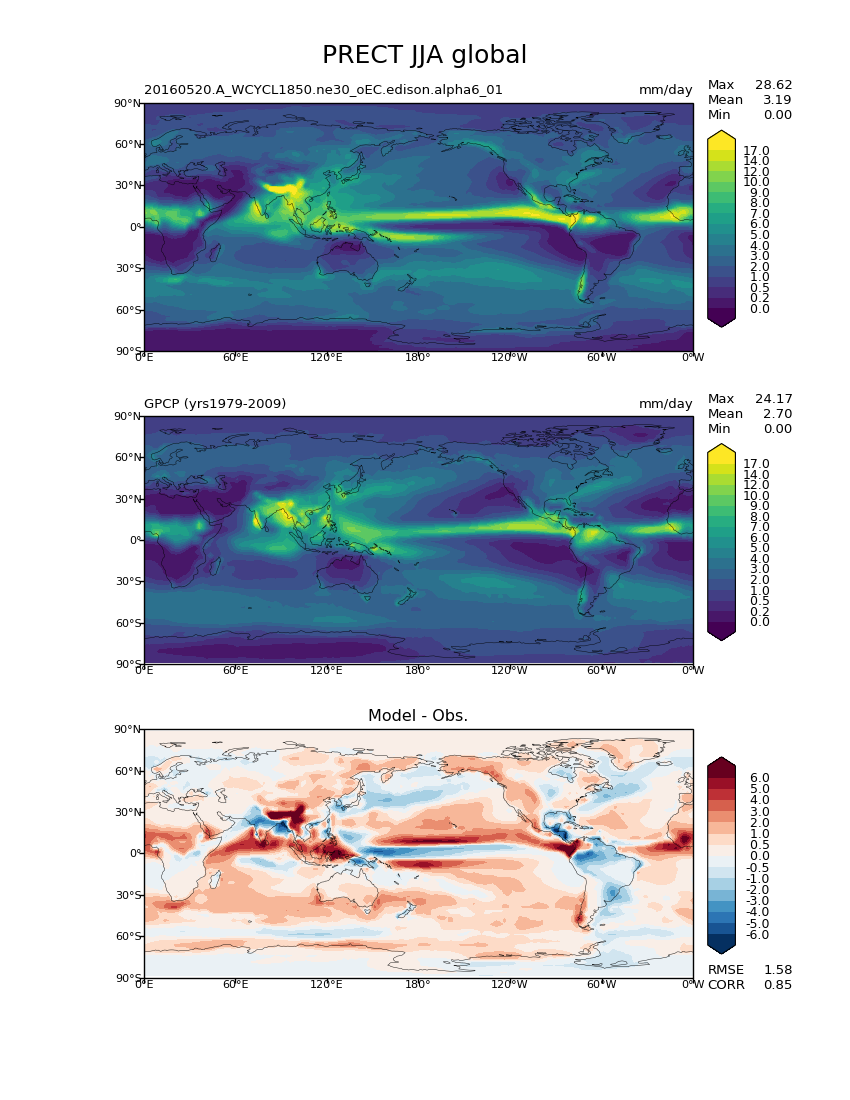 PRECT JJA global
20160520.A_WCYCL1850.ne30_oEC.edison.alpha6_01 mm/day
Max 28.62
Mean 3.19
Min 0.00
90°N
60°N
30°N
0°
30°S
60°S
90°S
0°E 60°E 120°E 180° 120°W 60°W 0°W
17.0
14.0
12.0
10.0
9.0
8.0
7.0
6.0
5.0
4.0
3.0
2.0
1.0
0.5
0.2
0.0
GPCP (yrs1979-2009) mm/day
Max 24.17
Mean 2.70
Min 0.00
90°N
60°N
30°N
0°
30°S
60°S
90°S
0°E 60°E 120°E 180° 120°W 60°W 0°W
17.0
14.0
12.0
10.0
9.0
8.0
7.0
6.0
5.0
4.0
3.0
2.0
1.0
0.5
0.2
0.0
Model - Obs.
90°N
60°N
30°N
0°
30°S
60°S
90°S
0°E 60°E 120°E 180° 120°W 60°W 0°W
6.0
5.0
4.0
3.0
2.0
1.0
0.5
0.0
-0.5
-1.0
-2.0
-3.0
-4.0
-5.0
-6.0
RMSE 1.58
CORR 0.85